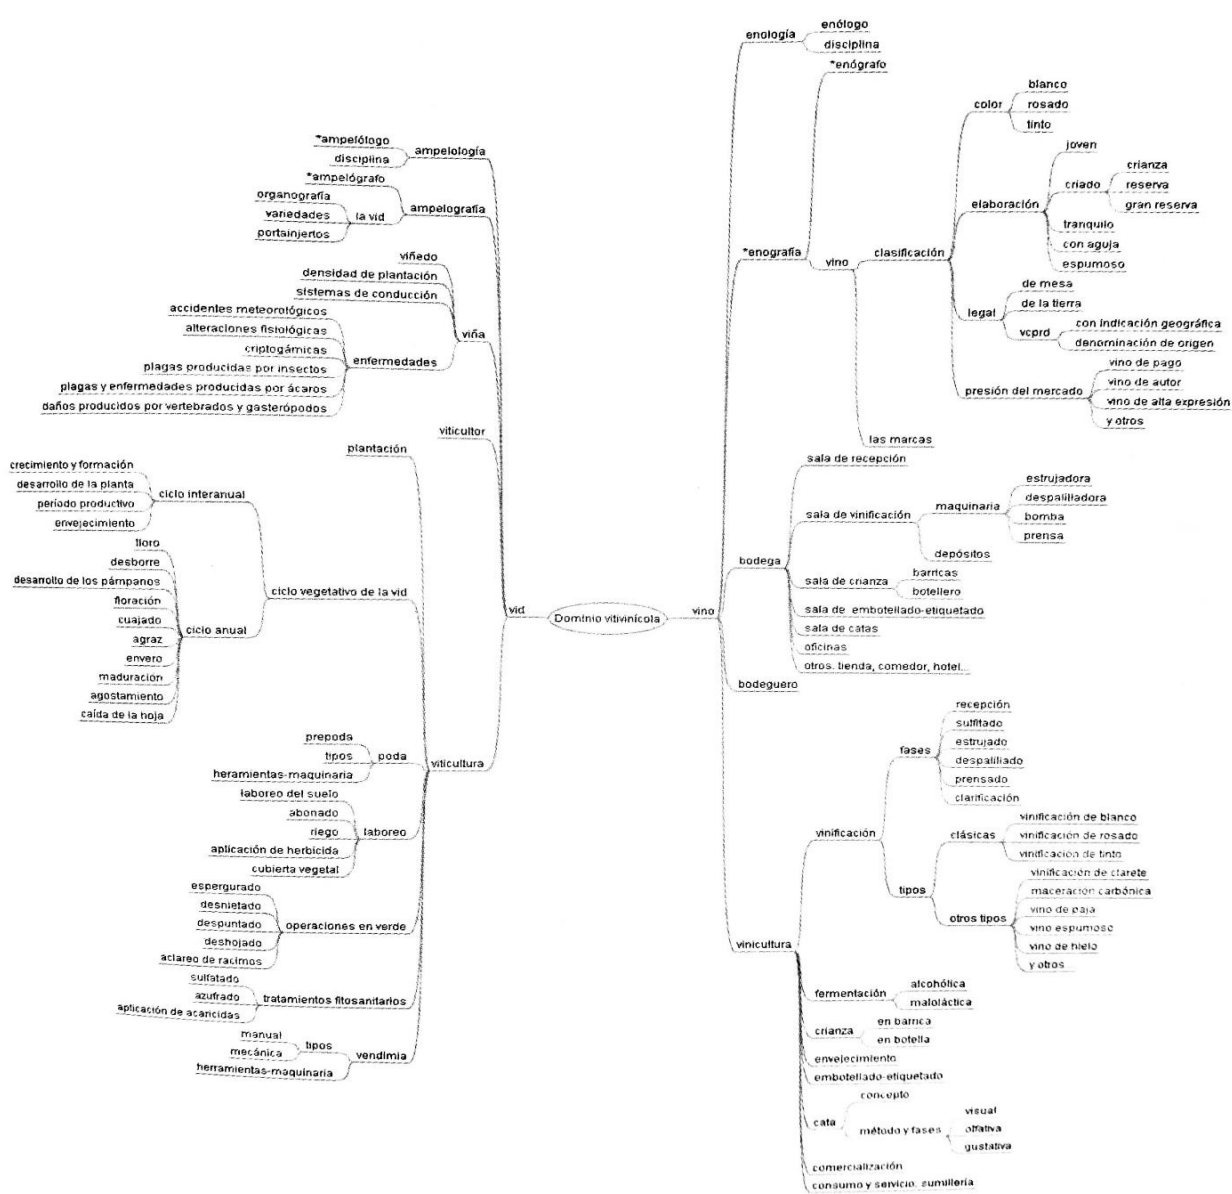 Dominio vitivinícola
vid
ampelología
*ampelólogo
disciplina
ampelografía
*ampelógrafo
la vid
organografía
variedades
portainjertos
viña
viñedo
densidad de plantación
sistemas de conducción
enfermedades
accidentes meteorológicos
alteraciones fisiológicas
criptogámicas
plagas producidas por insectos
plagas y enfermedades producidas por ácaros
daños producidos por vertebrados y gasterópodos
viticultor
viticultura
plantación
ciclo vegetativo de la vid
ciclo interanual
crecimiento y formación
desarrollo de la planta
período productivo
envejecimiento
ciclo anual
lloro
desborre
desarrollo de los pámpanos
floración
cuajado
agraz
envero
maduración
agostamiento
caída de la hoja
poda
prepoda
tipos
heramientas-maquinaria
laboreo
laboreo del suelo
abonado
riego
aplicación de herbicida
cubierta vegetal
operaciones en verde
espergurado
desnietado
despuntado
deshojado
aclareo de racimos
tratamientos fitosanitarios
sulfatado
azufrado
aplicación de acaricidas
vendimia
tipos
manual
mecánica
herramientas-maquinaria
vino
enología
enólogo
disciplina
*enografía
*enógrafo
vino
clasificación
color
blanco
rosado
tinto
elaboración
joven
criado
crianza
reserva
gran reserva
tranquilo
con aguja
espumoso
legal
de mesa
de la tierra
vcprd
con indicación geográfica
denominación de origen
presión del mercado
vino de pago
vino de autor
vino de alta expresión
y otros
las marcas
bodega
sala de recepción
sala de vinificación
maquinaria
estrujadora
despalilladora
bomba
prensa
depósitos
sala de crianza
barricas
botellero
sala de embotellado-etiquetado
sala de catas
oficinas
otros. tienda, comedor, hotel...
bodeguero
vinicultura
vinificación
fases
recepción
sulfitado
estrujado
despalillado
prensado
clarificación
tipos
clásicas
vinificación de blanco
vinificación de rosado
vinificación de tinto
otros tipos
vinificación de clarete
maceración carbónica
vino de paja
vino espumoso
vino de hielo
y otros
fermentación
alcohólica
maloláctica
crianza
en barrica
en botella
envejecimiento
embotellado-etiquetado
cata
concepto
método y fases
visual
olfativa
gustativa
comercialización
consumo y servicio. sumillería